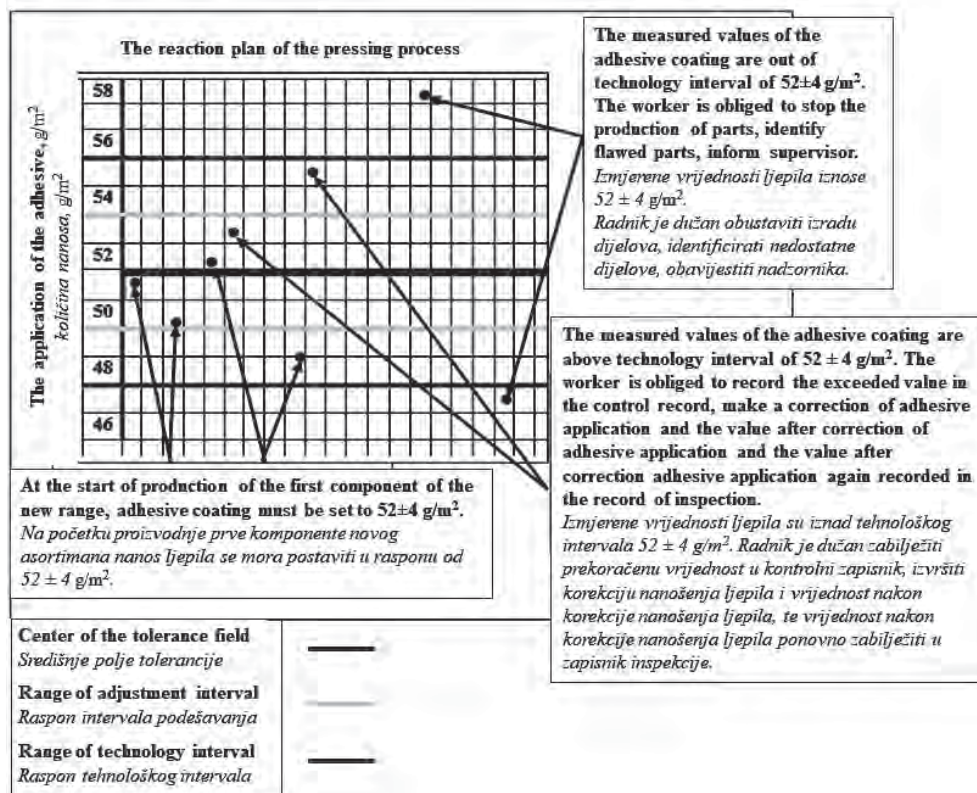 The reaction plan of the pressing process
The application of the adhesive, g/m²
količina nanosa, g/m²
58
56
54
52
50
48
46
The measured values of the
adhesive coating are out of
technology interval of 52±4 g/m².
The worker is obliged to stop the
production of parts, identify
flawed parts, inform supervisor.
Izmjerene vrijednosti ljepila iznose
52 ± 4 g/m².
Radnik je dužan obustaviti izradu
dijelova, identificirati nedostatne
dijelove, obavijestiti nadzornika.
The measured values of the adhesive coating are
above technology interval of 52 ± 4 g/m². The
worker is obliged to record the exceeded value in
the control record, make a correction of adhesive
application and the value after correction of
adhesive application and the value after
correction adhesive application again recorded in
the record of inspection.
Izmjerene vrijednosti ljepila su iznad tehnološkog
intervala 52 ± 4 g/m². Radnik je dužan zabilježiti
prekoračenu vrijednost u kontrolni zapisnik, izvršiti
korekciju nanošenja ljepila i vrijednost nakon
korekcije nanošenja ljepila, te vrijednost nakon
korekcije nanošenja ljepila ponovno zabilježiti u
zapisnik inspekcije.
At the start of production of the first component of the
new range, adhesive coating must be set to 52±4 g/m².
Na početku proizvodnje prve komponente novog
asortimana nanos ljepila se mora postaviti u rasponu od
52 ± 4 g/m².
Center of the tolerance field
Središnje polje tolerancije
Range of adjustment interval
Raspon intervala podešavanja
Range of technology interval
Raspon tehnološkog intervala